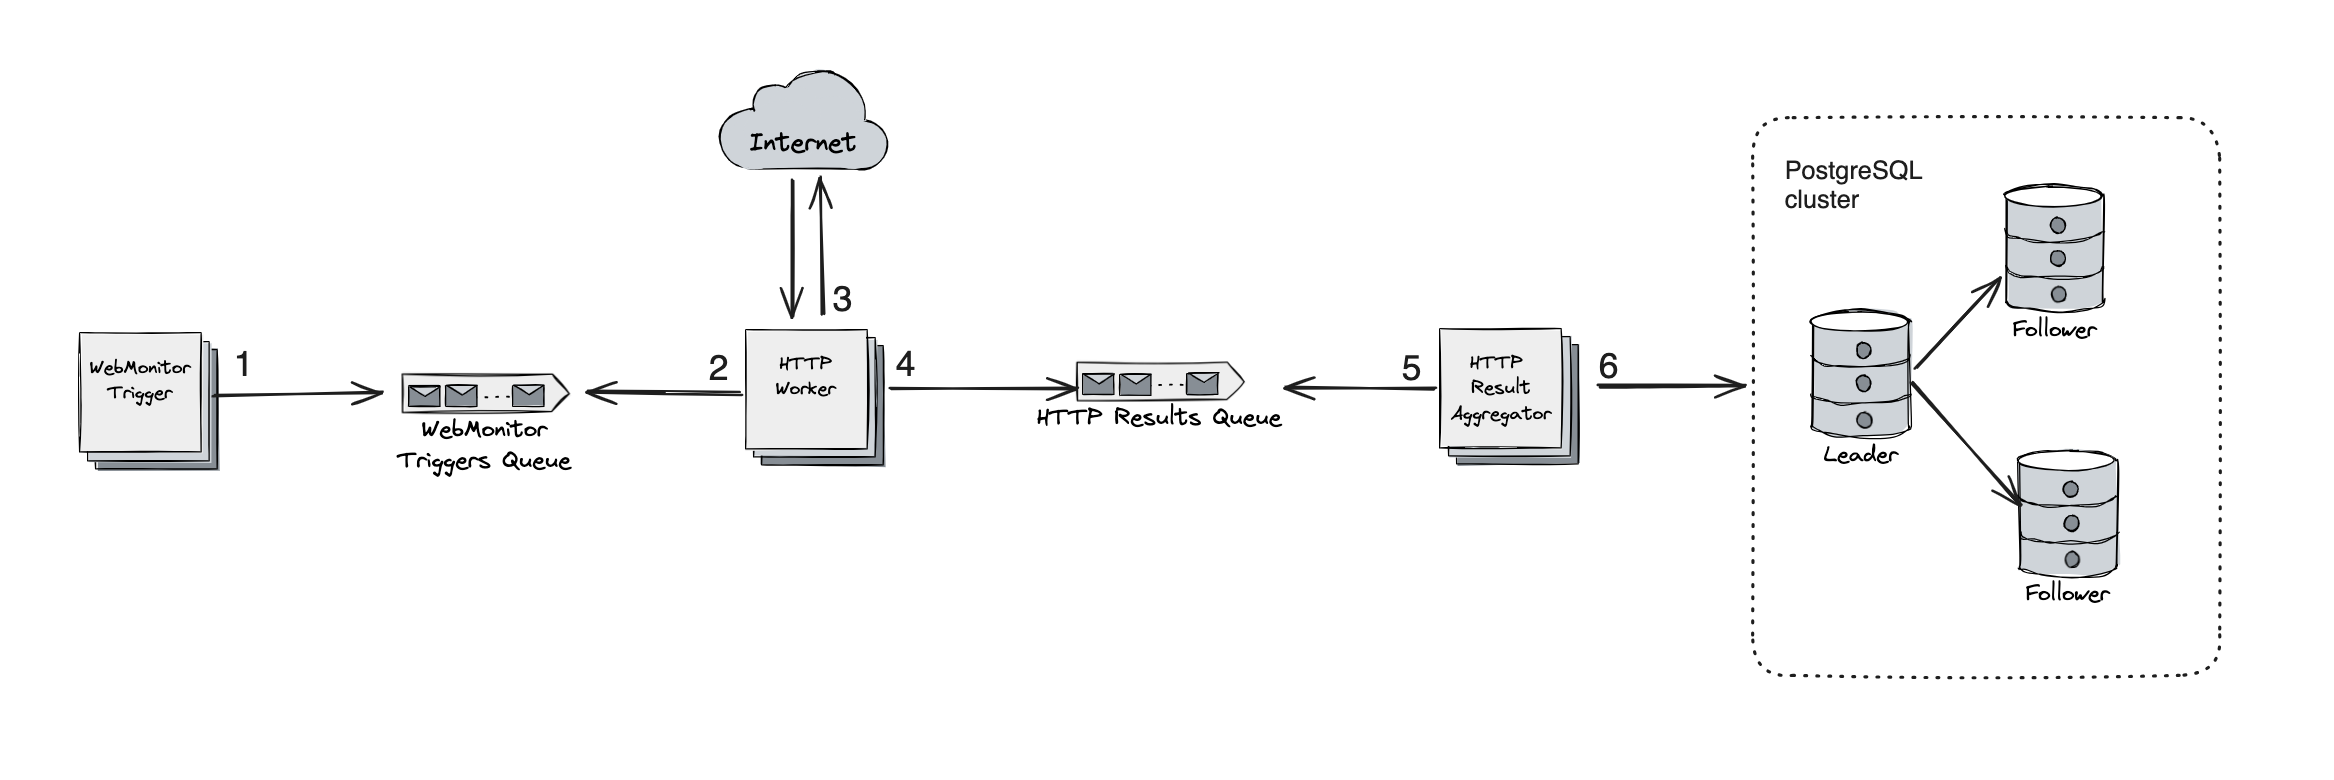 Internet
PostgreSQL
cluster
3
Follower
WebMonitor
Trigger
1
WebMonitor
Triggers Queue
2
HTTP
Worker
4
HTTP Results Queue
5
HTTP
Result
Aggregator
6
Leader
Follower